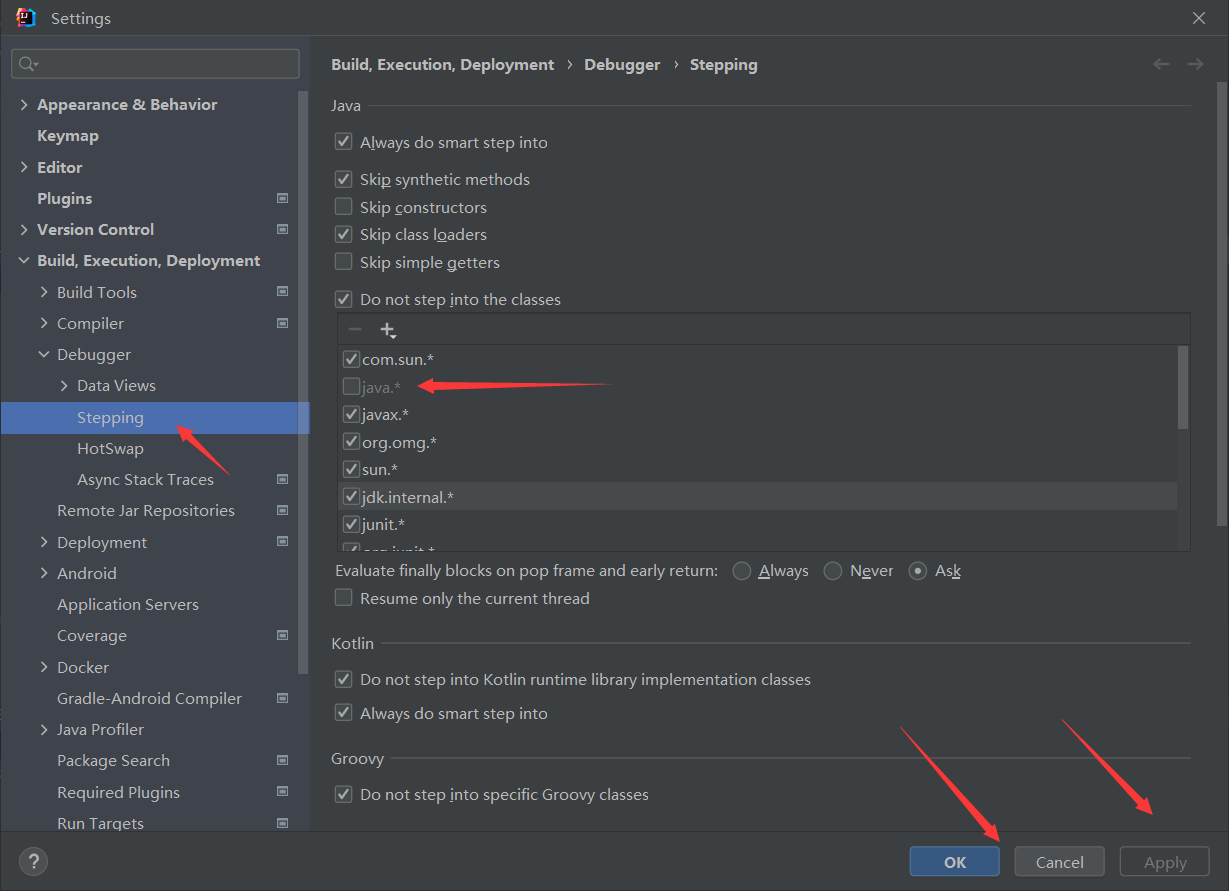 Settings
Appearance & Behavior
Keymap
Editor
Plugins
Version Control
Build, Execution, Deployment
Build Tools
Compiler
Debugger
Data Views
Stepping
HotSwap
Async Stack Traces
Remote Jar Repositories
Deployment
Android
Application Servers
Coverage
Docker
Gradle-Android Compiler
Java Profiler
Package Search
Required Plugins
Run Targets
Build, Execution, Deployment › Debugger › Stepping
Java
Always do smart step into
Skip synthetic methods
Skip constructors
Skip class loaders
Skip simple getters
Do not step into the classes
com.sun.*
java.*
javax.*
org.omg.*
sun.*
jdk.internal.*
junit.*
org.junit.*
Evaluate finally blocks on pop frame and early return: Always Never Ask
Resume only the current thread
Kotlin
Do not step into Kotlin runtime library implementation classes
Always do smart step into
Groovy
Do not step into specific Groovy classes
? OK Cancel Apply